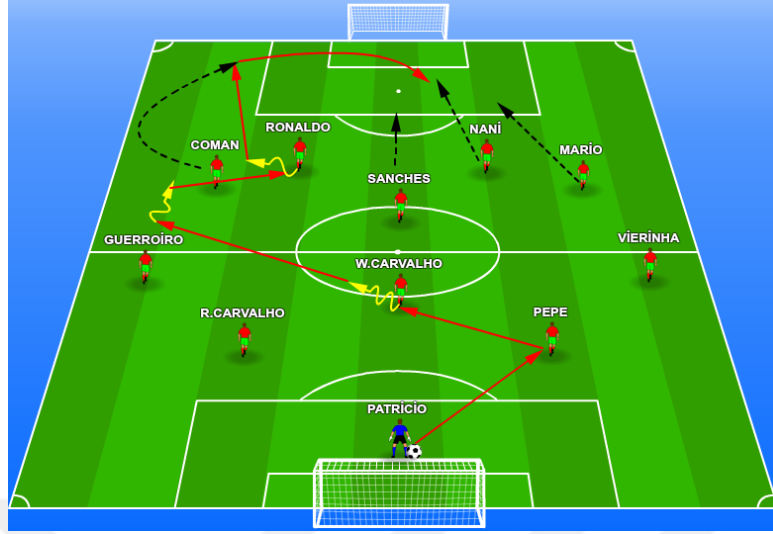 RONALDO
NANİ
COMAN
MARİO
SANCHES
GUERROİRO
VİERİNHA
W.CARVALHO
R.CARVALHO
PEPE
PATRİCİO